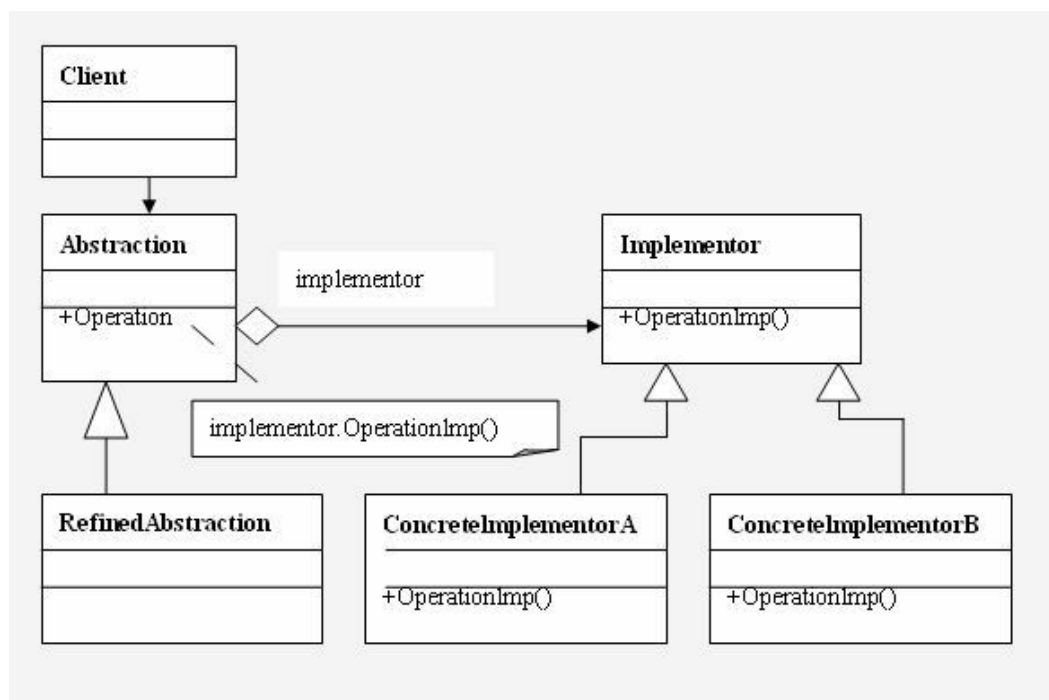 Client
Abstraction
+Operation
implementor
Implementor
+OperationImp()
implementor.OperationImp()
RefinedAbstraction
ConcreteImplementorA
+OperationImp()
ConcreteImplementorB
+OperationImp()